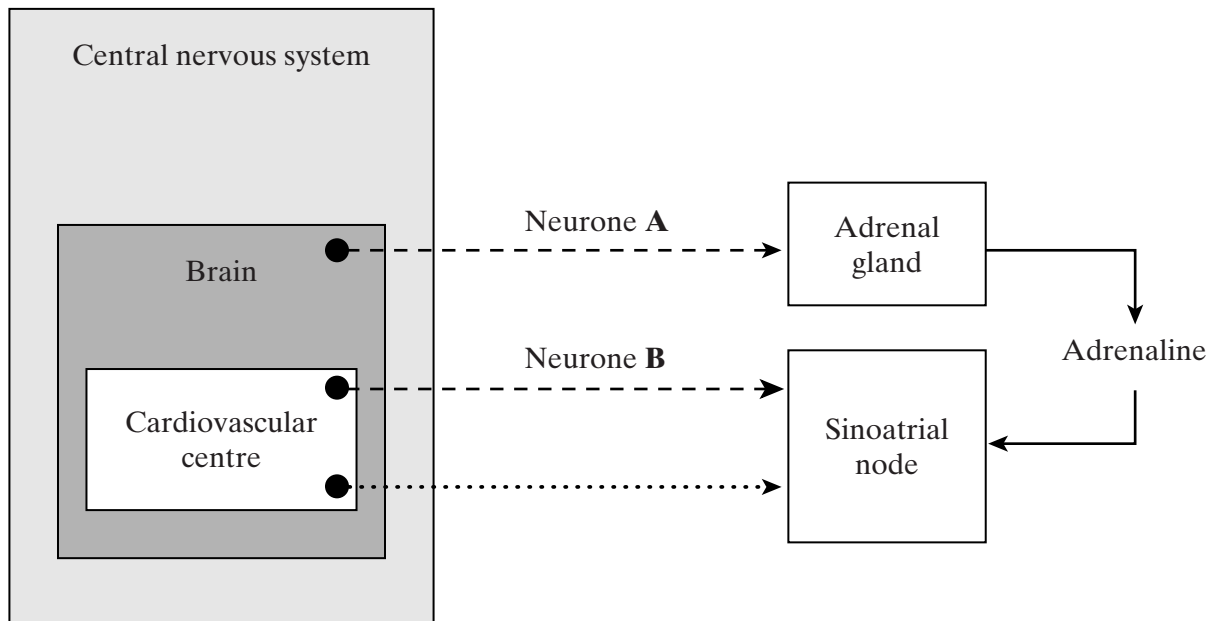 Central nervous system
Neurone A
Adrenal
gland
Brain
Adrenaline
Neurone B
Cardiovascular
centre
Sinoatrial
node